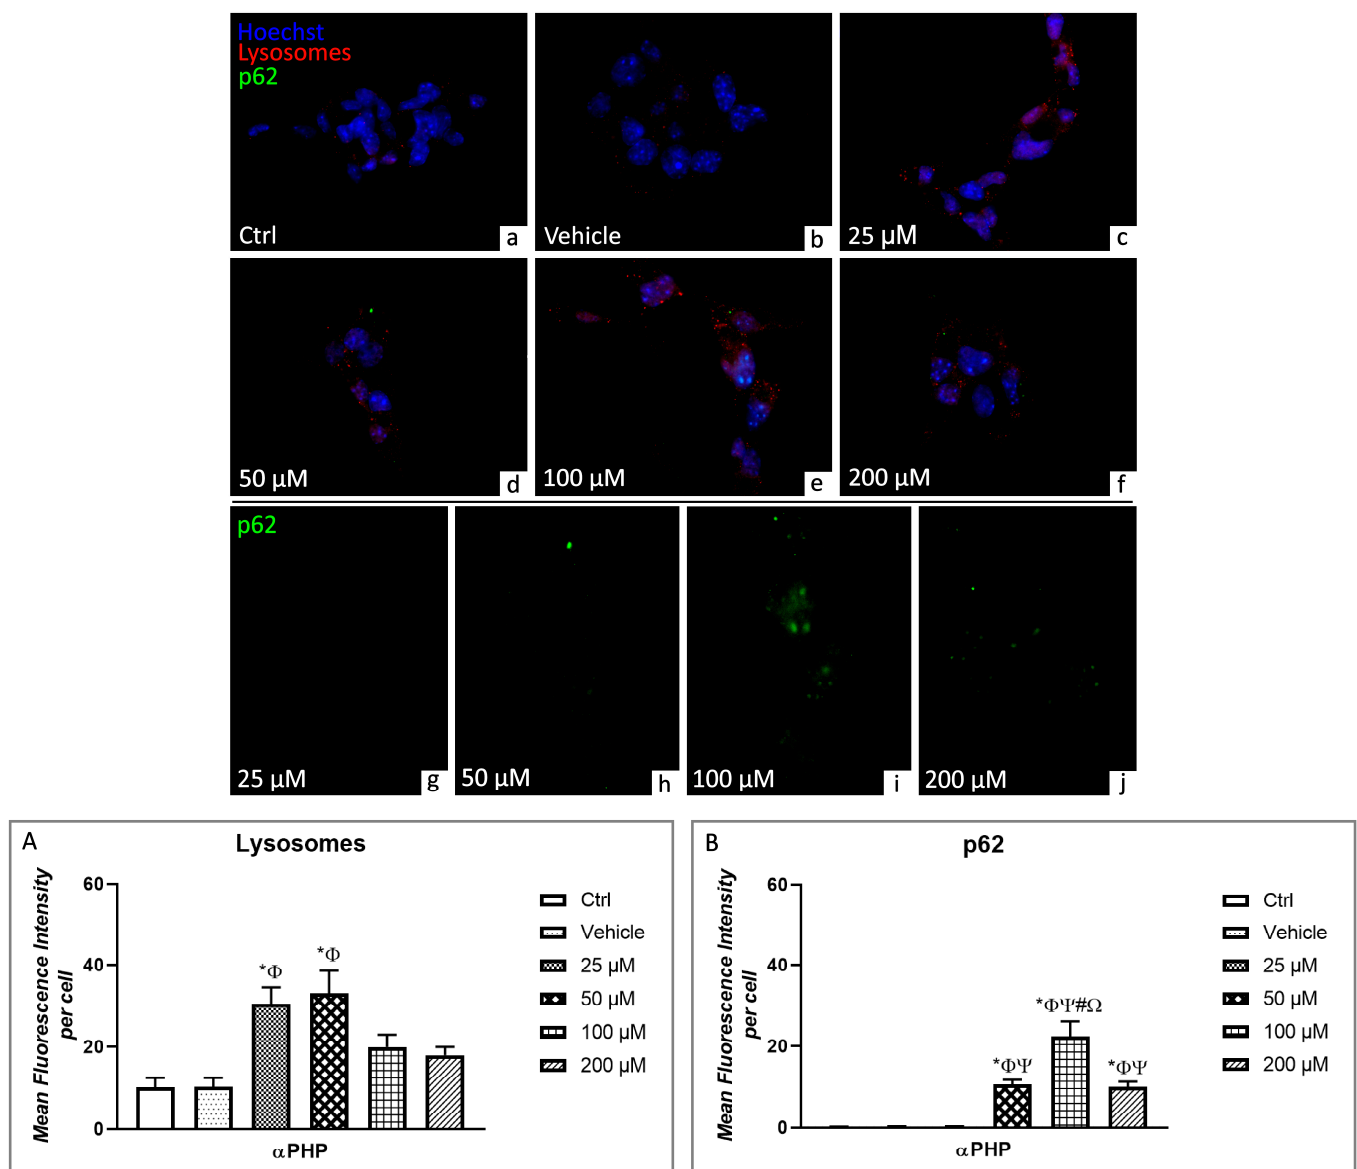 Hoechst
Lysosomes
p62
Ctrl
a
Vehicle
b
25 µM
c
50 µM
d
100 µM
e
200 µM
f
p62
25 µM
g
50 µM
h
100 µM
i
200 µM
j
A
Lysosomes
Mean Fluorescence Intensity
per cell
60
40
20
0
*Φ
*Φ
αPHP
Ctrl
Vehicle
25 µM
50 µM
100 µM
200 µM
B
p62
Mean Fluorescence Intensity
per cell
60
40
20
0
*ΦΨ
*ΦΨ#Ω
*ΦΨ
αPHP
Ctrl
Vehicle
25 µM
50 µM
100 µM
200 µM